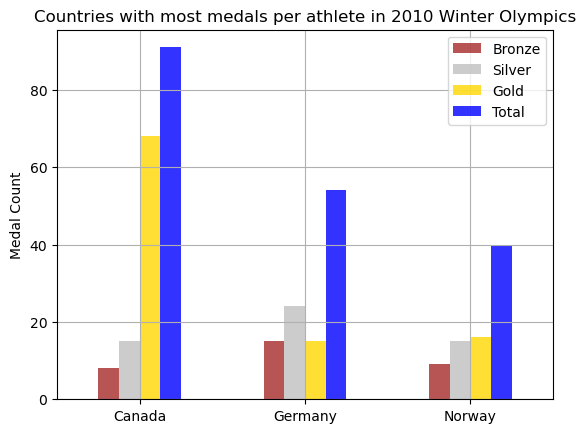 Countries with most medals per athlete in 2010 Winter Olympics
Bronze
Silver
Gold
Total
Medal Count
80
60
40
20
0
Canada
Germany
Norway